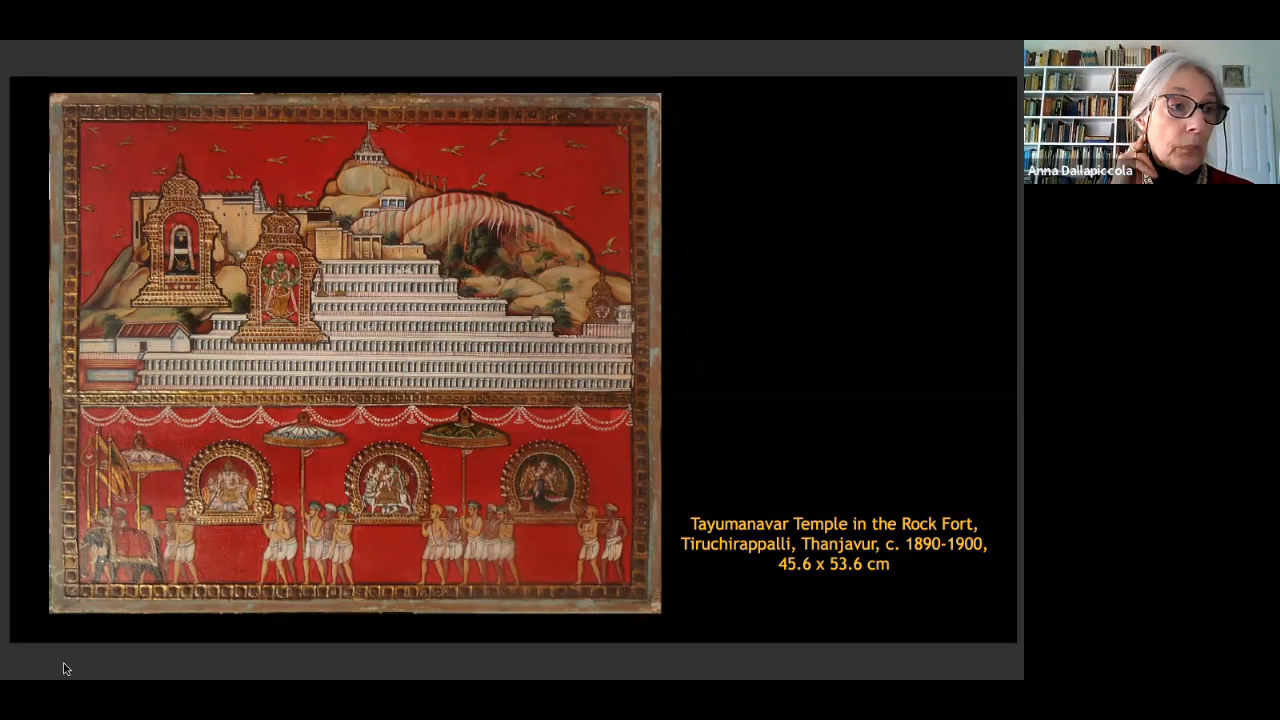 Anna Dallapiccola
Tayumanavar Temple in the Rock Fort,
Tiruchirappalli, Thanjavur, c. 1890-1900,
45.6 x 53.6 cm